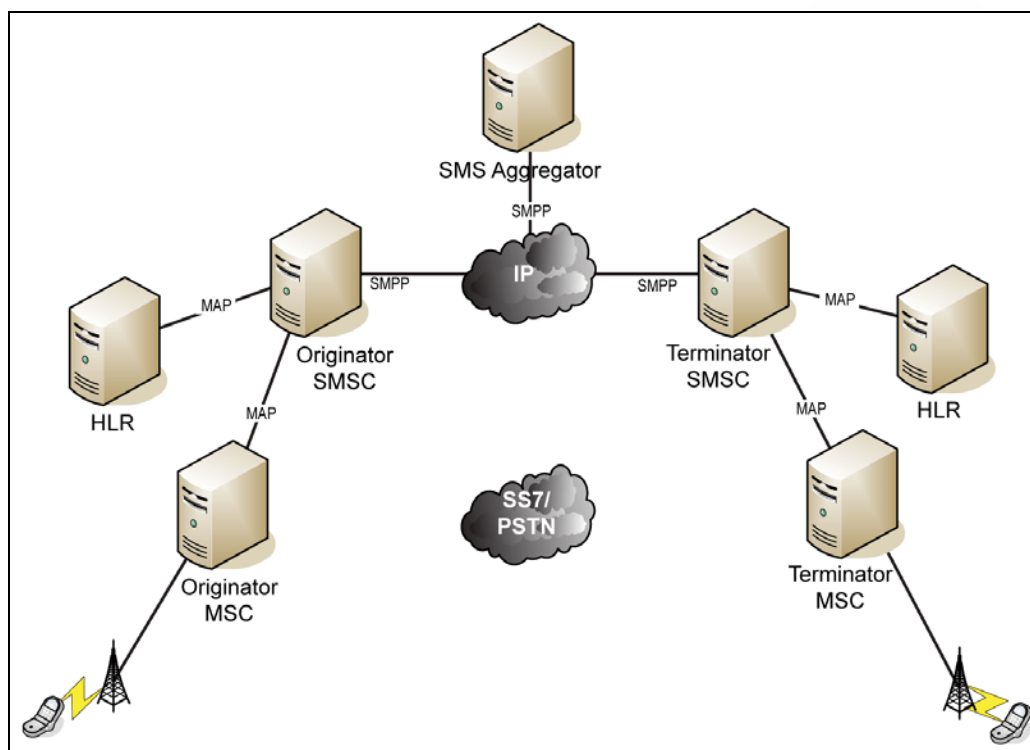 SMS Aggregator
SMPP
IP
SMPP
SMPP
MAP
MAP
Originator
SMSC
Terminator
SMSC
HLR
HLR
MAP
MAP
SS7/
PSTN
Originator
MSC
Terminator
MSC